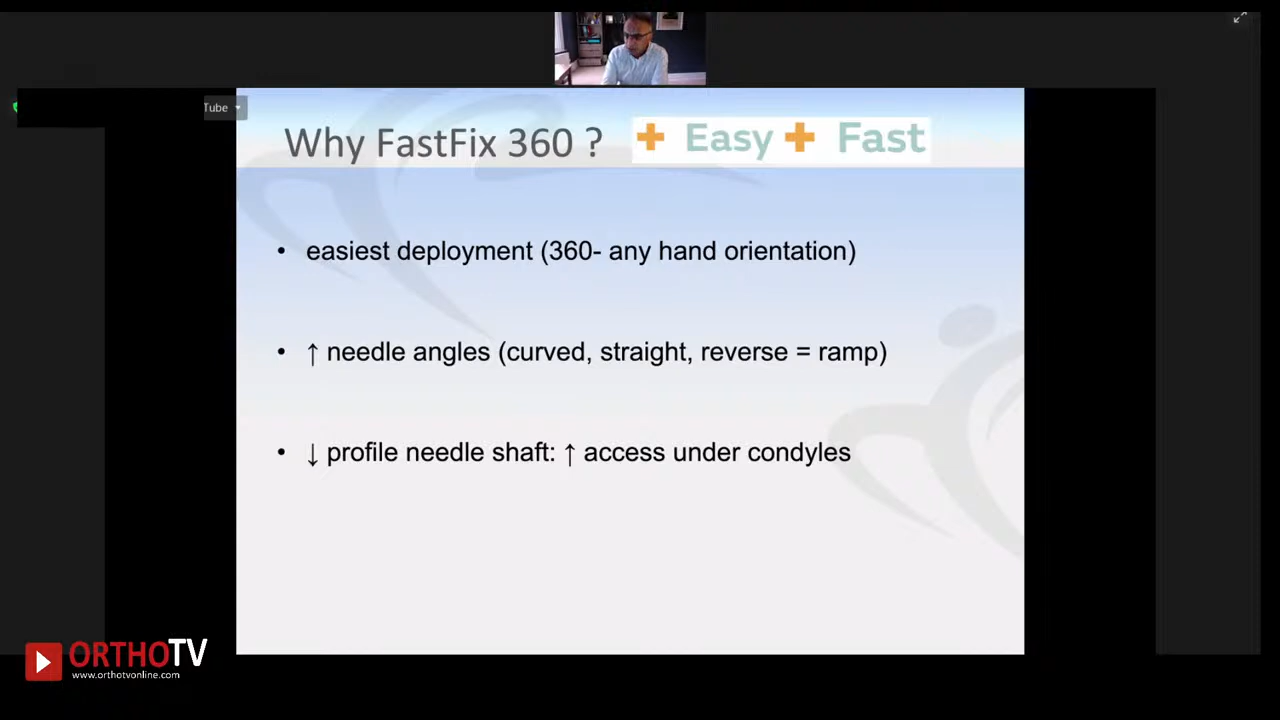 Tube
Why FastFix 360 ? + Easy + Fast
• easiest deployment (360- any hand orientation)
• ↑ needle angles (curved, straight, reverse = ramp)
• ↓ profile needle shaft: ↑ access under condyles
ORTHOTV
www.orthotvonline.com